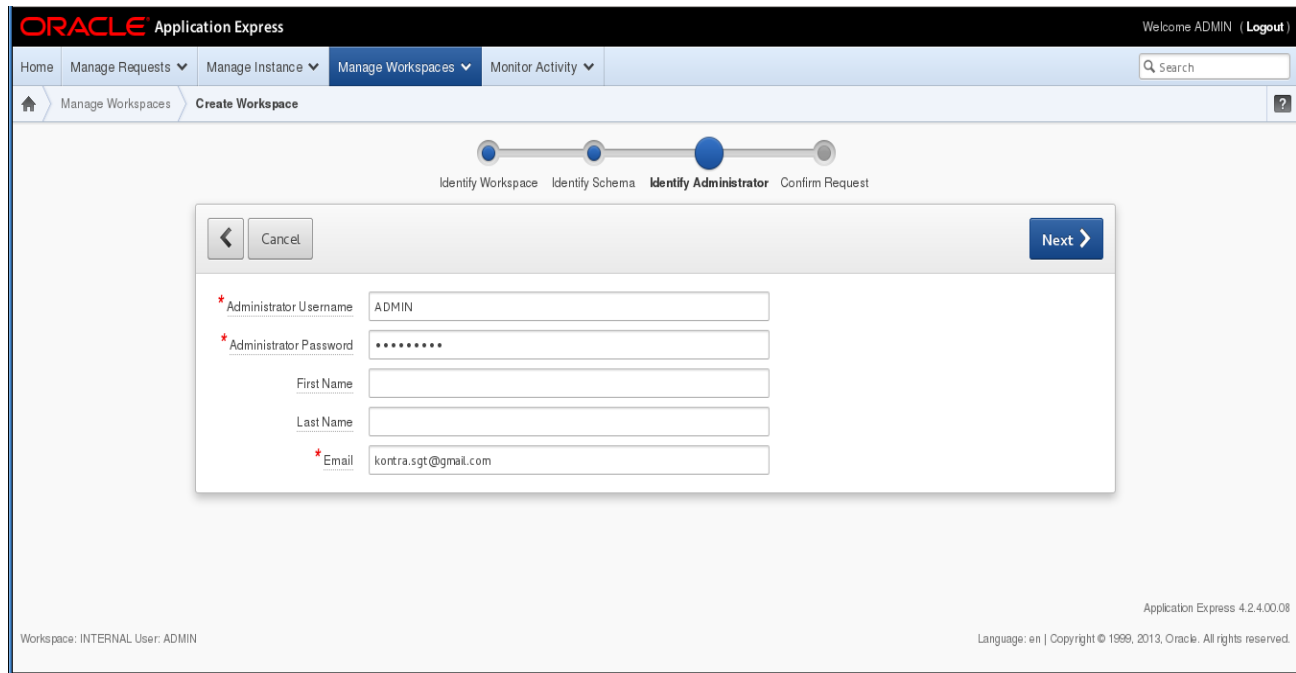 ORACLE Application Express Welcome ADMIN ( Logout )
Home Manage Requests Manage Instance Manage Workspaces Monitor Activity Search
Manage Workspaces Create Workspace ?
Identify Workspace Identify Schema Identify Administrator Confirm Request
Cancel Next
* Administrator Username ADMIN
* Administrator Password •••••••••
First Name
Last Name
* Email kontra.sgt@gmail.com
Application Express 4.2.4.00.08
Workspace: INTERNAL User: ADMIN Language: en | Copyright © 1999, 2013, Oracle. All rights reserved.